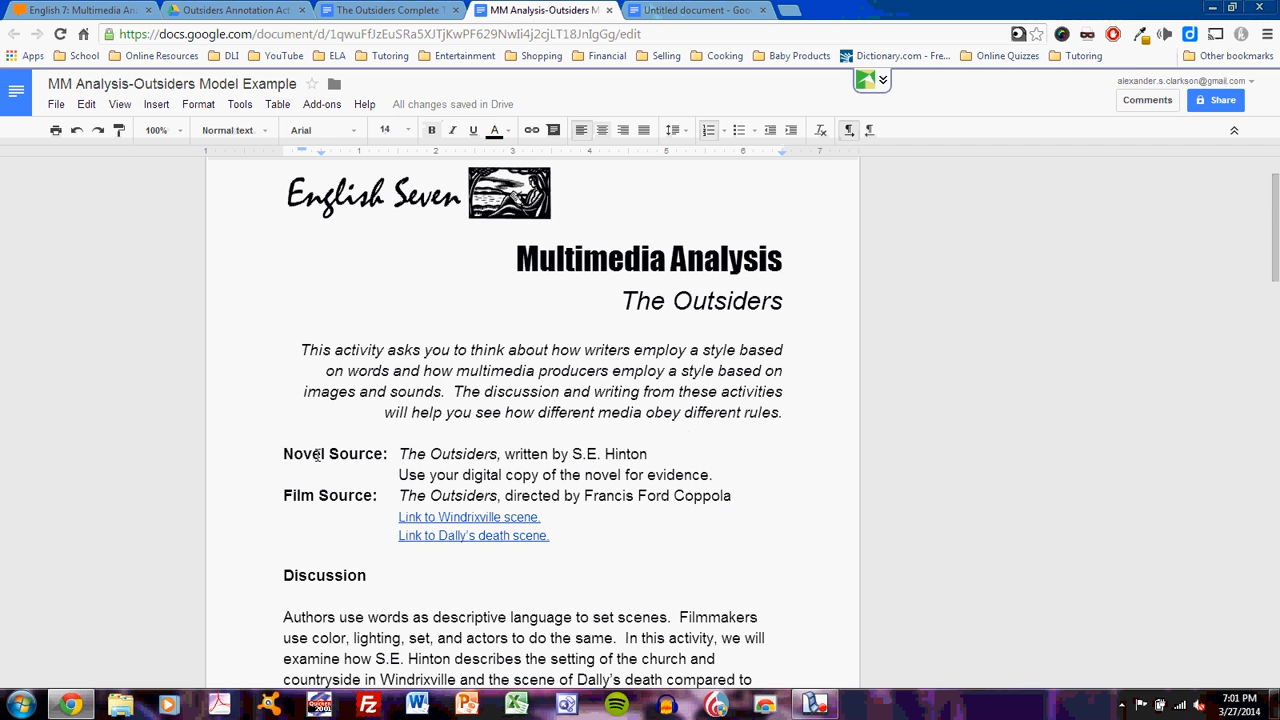 English 7: Multimedia Ana
Outsiders Annotation Act
The Outsiders Complete T
MM Analysis-Outsiders M
Untitled document - Goo
Apps School Online Resources DLI YouTube ELA Tutoring Entertainment Shopping Financial Selling Cooking Baby Products Dictionary.com - Fre... Online Quizzes Tutoring Other bookmarks
MM Analysis-Outsiders Model Example
alexander.s.clarkson@gmail.com
File Edit View Insert Format Tools Table Add-ons Help All changes saved in Drive
Comments Share
100% Normal text Arial 14 B I U A
1 1 2 3 4 5 6 7
English Seven
Multimedia Analysis
The Outsiders
This activity asks you to think about how writers employ a style based
on words and how multimedia producers employ a style based on
images and sounds. The discussion and writing from these activities
will help you see how different media obey different rules.
Novel Source: The Outsiders, written by S.E. Hinton
Use your digital copy of the novel for evidence.
Film Source: The Outsiders, directed by Francis Ford Coppola
Link to Windrixville scene.
Link to Dally's death scene.
Discussion
Authors use words as descriptive language to set scenes. Filmmakers
use color, lighting, set, and actors to do the same. In this activity, we will
examine how S.E. Hinton describes the setting of the church and
countryside in Windrixville and the scene of Dally's death compared to
7:01 PM
3/27/2014